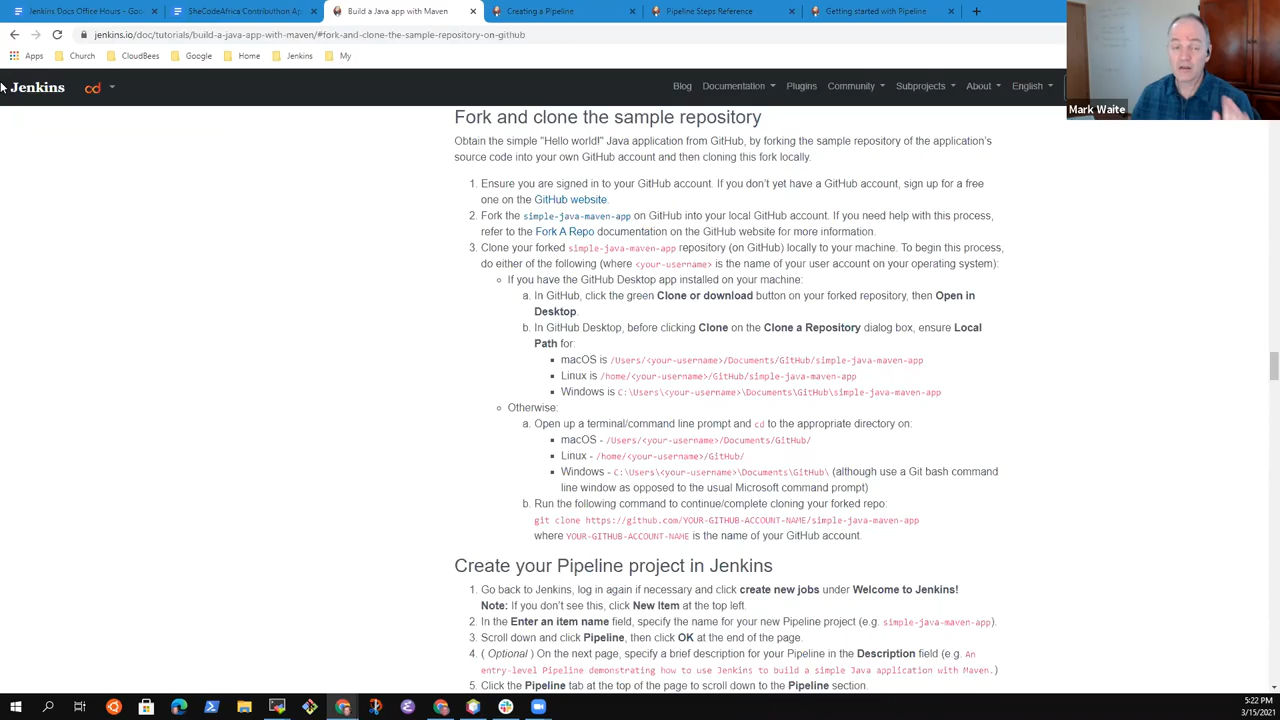 Jenkins Docs Office Hours - Goo
SheCodeAfrica Contributhon Ap
Build a Java app with Maven
Creating a Pipeline
Pipeline Steps Reference
Getting started with Pipeline
jenkins.io/doc/tutorials/build-a-java-app-with-maven/#fork-and-clone-the-sample-repository-on-github
Apps Church CloudBees Google Home Jenkins My
Jenkins cd Blog Documentation Plugins Community Subprojects About English
Mark Waite
Fork and clone the sample repository
Obtain the simple "Hello world!" Java application from GitHub, by forking the sample repository of the application's
source code into your own GitHub account and then cloning this fork locally.
1. Ensure you are signed in to your GitHub account. If you don't yet have a GitHub account, sign up for a free
one on the GitHub website.
2. Fork the simple-java-maven-app on GitHub into your local GitHub account. If you need help with this process,
refer to the Fork A Repo documentation on the GitHub website for more information.
3. Clone your forked simple-java-maven-app repository (on GitHub) locally to your machine. To begin this process,
do either of the following (where <your-username> is the name of your user account on your operating system):
If you have the GitHub Desktop app installed on your machine:
a. In GitHub, click the green Clone or download button on your forked repository, then Open in
Desktop.
b. In GitHub Desktop, before clicking Clone on the Clone a Repository dialog box, ensure Local
Path for:
macOS is /Users/<your-username>/Documents/GitHub/simple-java-maven-app
Linux is /home/<your-username>/GitHub/simple-java-maven-app
Windows is C:\Users\<your-username>\Documents\GitHub\simple-java-maven-app
Otherwise:
a. Open up a terminal/command line prompt and cd to the appropriate directory on:
macOS - /Users/<your-username>/Documents/GitHub/
Linux - /home/<your-username>/GitHub/
Windows - C:\Users\<your-username>\Documents\GitHub\ (although use a Git bash command
line window as opposed to the usual Microsoft command prompt)
b. Run the following command to continue/complete cloning your forked repo:
git clone https://github.com/YOUR-GITHUB-ACCOUNT-NAME/simple-java-maven-app
where YOUR-GITHUB-ACCOUNT-NAME is the name of your GitHub account.
Create your Pipeline project in Jenkins
1. Go back to Jenkins, log in again if necessary and click create new jobs under Welcome to Jenkins!
Note: If you don't see this, click New Item at the top left.
2. In the Enter an item name field, specify the name for your new Pipeline project (e.g. simple-java-maven-app).
3. Scroll down and click Pipeline, then click OK at the end of the page.
4. ( Optional ) On the next page, specify a brief description for your Pipeline in the Description field (e.g. An
entry-level Pipeline demonstrating how to use Jenkins to build a simple Java application with Maven.)
5. Click the Pipeline tab at the top of the page to scroll down to the Pipeline section.
5:22 PM
3/15/2021